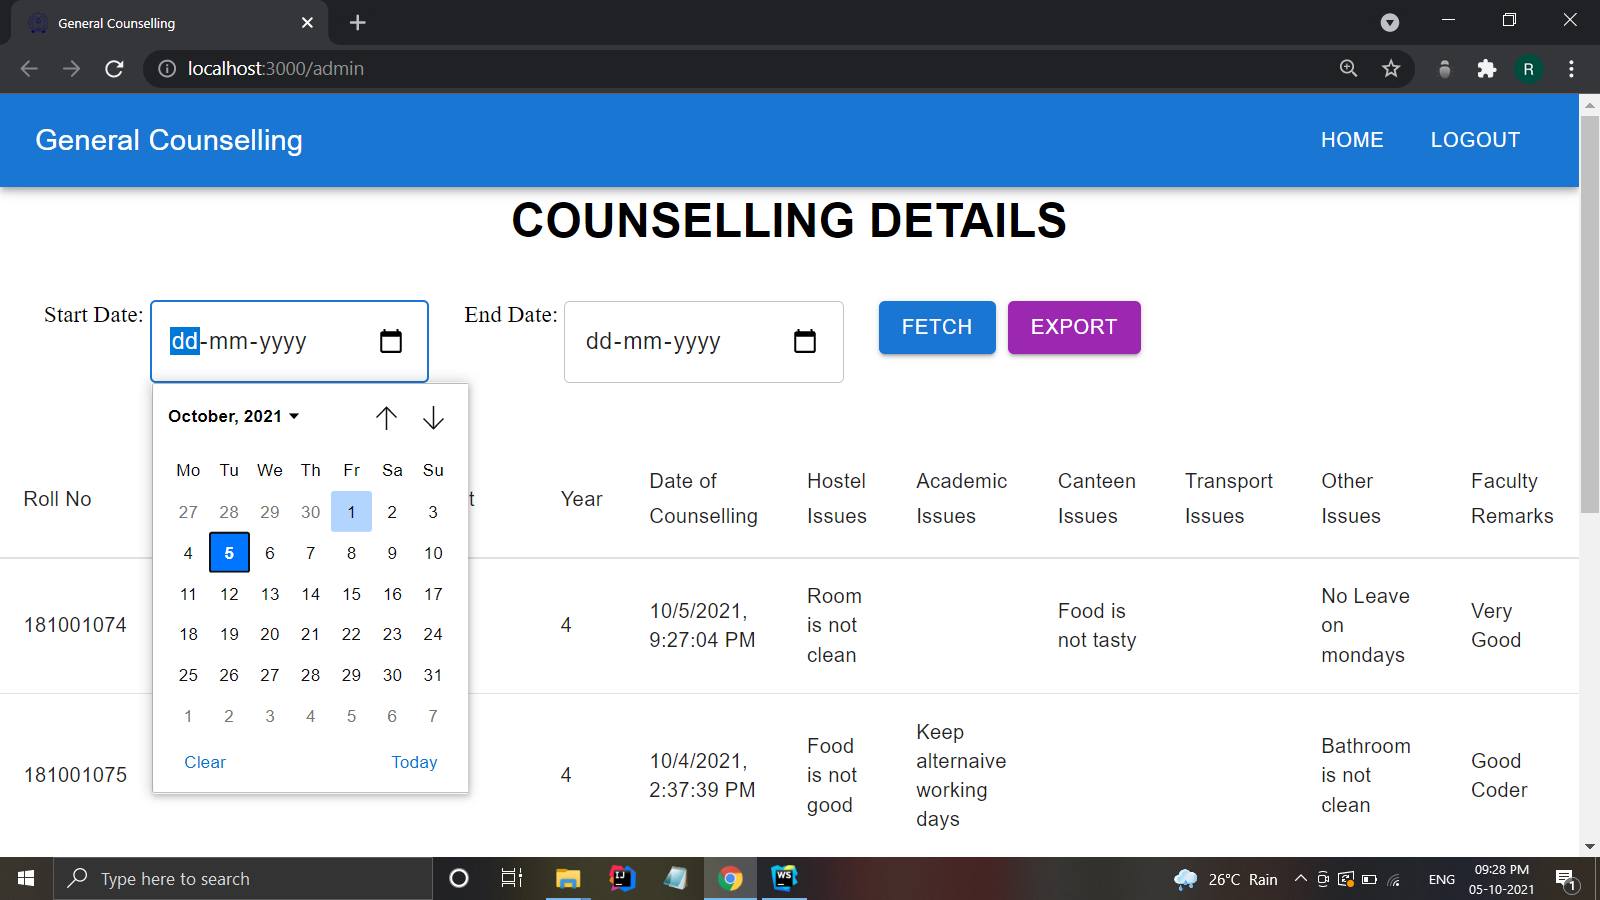 General Counselling
localhost:3000/admin
R
General Counselling
HOME
LOGOUT
COUNSELLING DETAILS
Start Date:
dd-mm-yyyy
End Date:
dd-mm-yyyy
FETCH
EXPORT
October, 2021
Mo Tu We Th Fr Sa Su
27 28 29 30 1 2 3
4 5 6 7 8 9 10
11 12 13 14 15 16 17
18 19 20 21 22 23 24
25 26 27 28 29 30 31
1 2 3 4 5 6 7
Clear
Today
Roll No
t
Year
Date of
Counselling
Hostel
Issues
Academic
Issues
Canteen
Issues
Transport
Issues
Other
Issues
Faculty
Remarks
181001074
4
10/5/2021,
9:27:04 PM
Room
is not
clean
Food is
not tasty
No Leave
on
mondays
Very
Good
181001075
4
10/4/2021,
2:37:39 PM
Food
is not
good
Keep
alternaive
working
days
Bathroom
is not
clean
Good
Coder
Type here to search
IJ
WS
26°C Rain
ENG
09:28 PM
05-10-2021
1